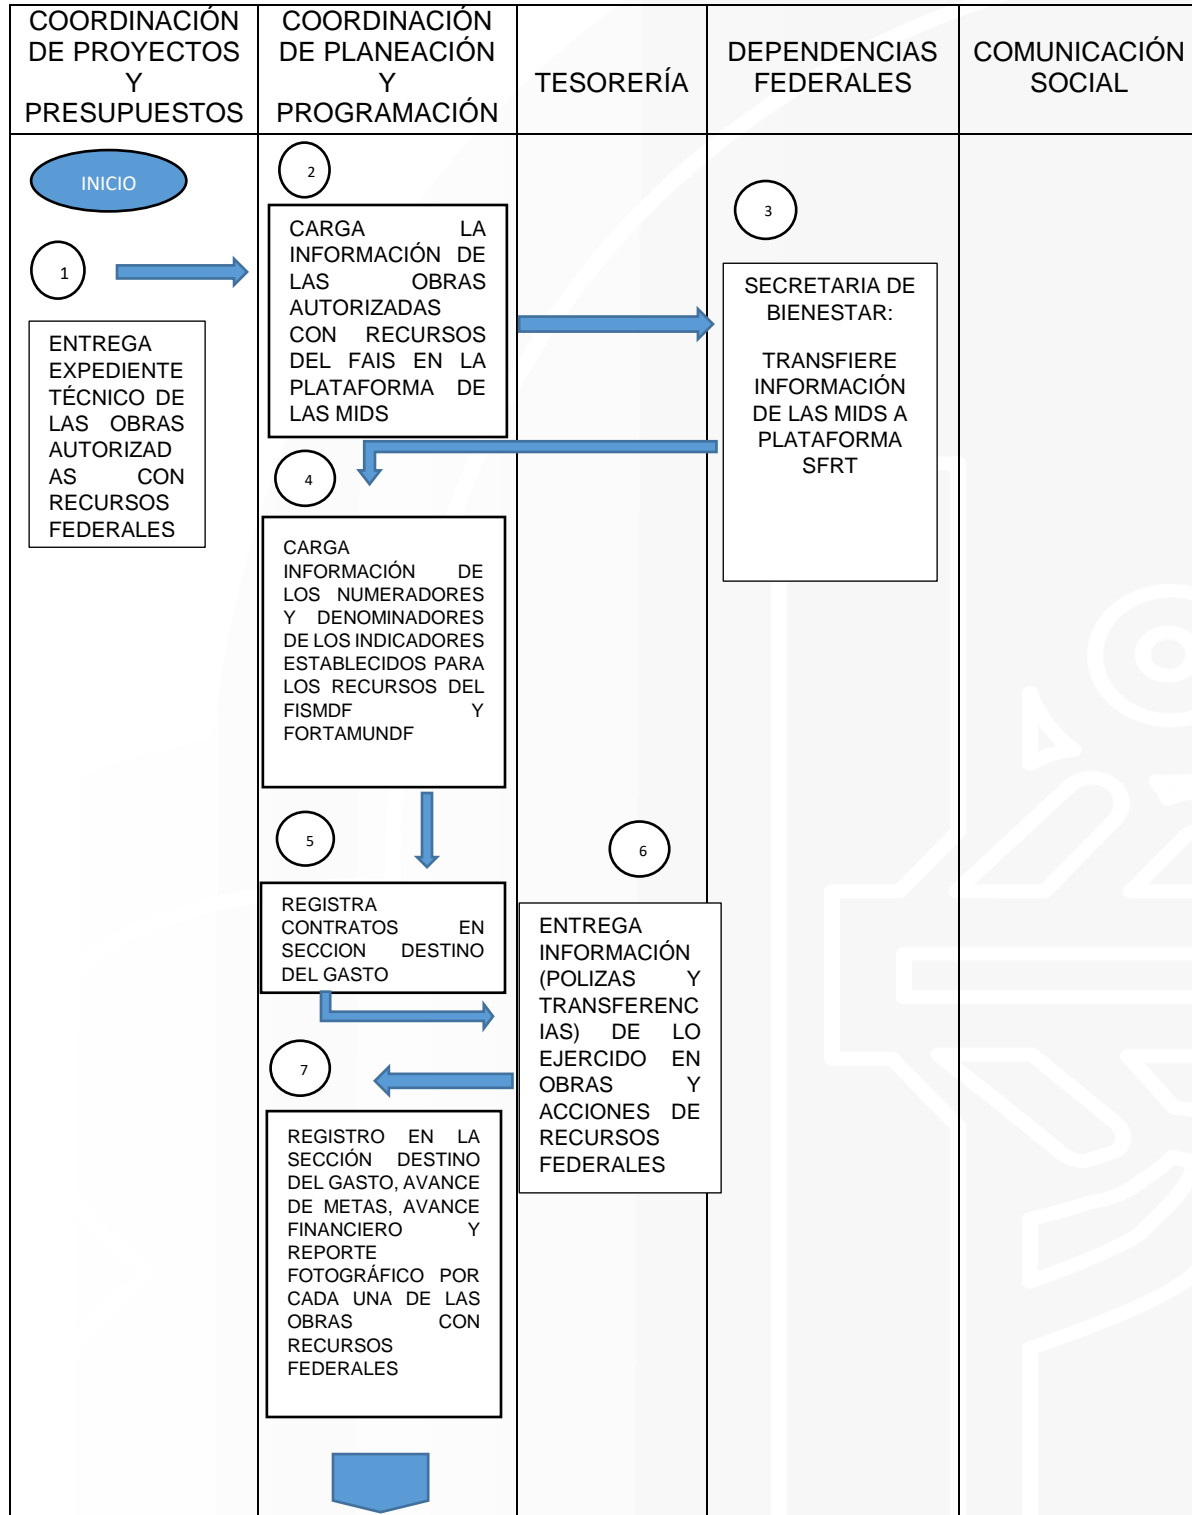 COORDINACIÓN
DE PROYECTOS
Y
PRESUPUESTOS
COORDINACIÓN
DE PLANEACIÓN
Y
PROGRAMACIÓN
TESORERÍA
DEPENDENCIAS
FEDERALES
COMUNICACIÓN
SOCIAL
INICIO
1
ENTREGA
EXPEDIENTE
TÉCNICO DE
LAS OBRAS
AUTORIZAD
AS CON
RECURSOS
FEDERALES
2
CARGA LA
INFORMACIÓN DE
LAS OBRAS
AUTORIZADAS
CON RECURSOS
DEL FAIS EN LA
PLATAFORMA DE
LAS MIDS
3
SECRETARIA DE
BIENESTAR:
TRANSFIERE
INFORMACIÓN
DE LAS MIDS A
PLATAFORMA
SFRT
4
CARGA
INFORMACIÓN DE
LOS NUMERADORES
Y DENOMINADORES
DE LOS INDICADORES
ESTABLECIDOS PARA
LOS RECURSOS DEL
FISMDF Y
FORTAMUNDF
5
REGISTRA
CONTRATOS EN
SECCION DESTINO
DEL GASTO
6
ENTREGA
INFORMACIÓN
(POLIZAS Y
TRANSFERENC
IAS) DE LO
EJERCIDO EN
OBRAS Y
ACCIONES DE
RECURSOS
FEDERALES
7
REGISTRO EN LA
SECCIÓN DESTINO
DEL GASTO, AVANCE
DE METAS, AVANCE
FINANCIERO Y
REPORTE
FOTOGRÁFICO POR
CADA UNA DE LAS
OBRAS CON
RECURSOS
FEDERALES